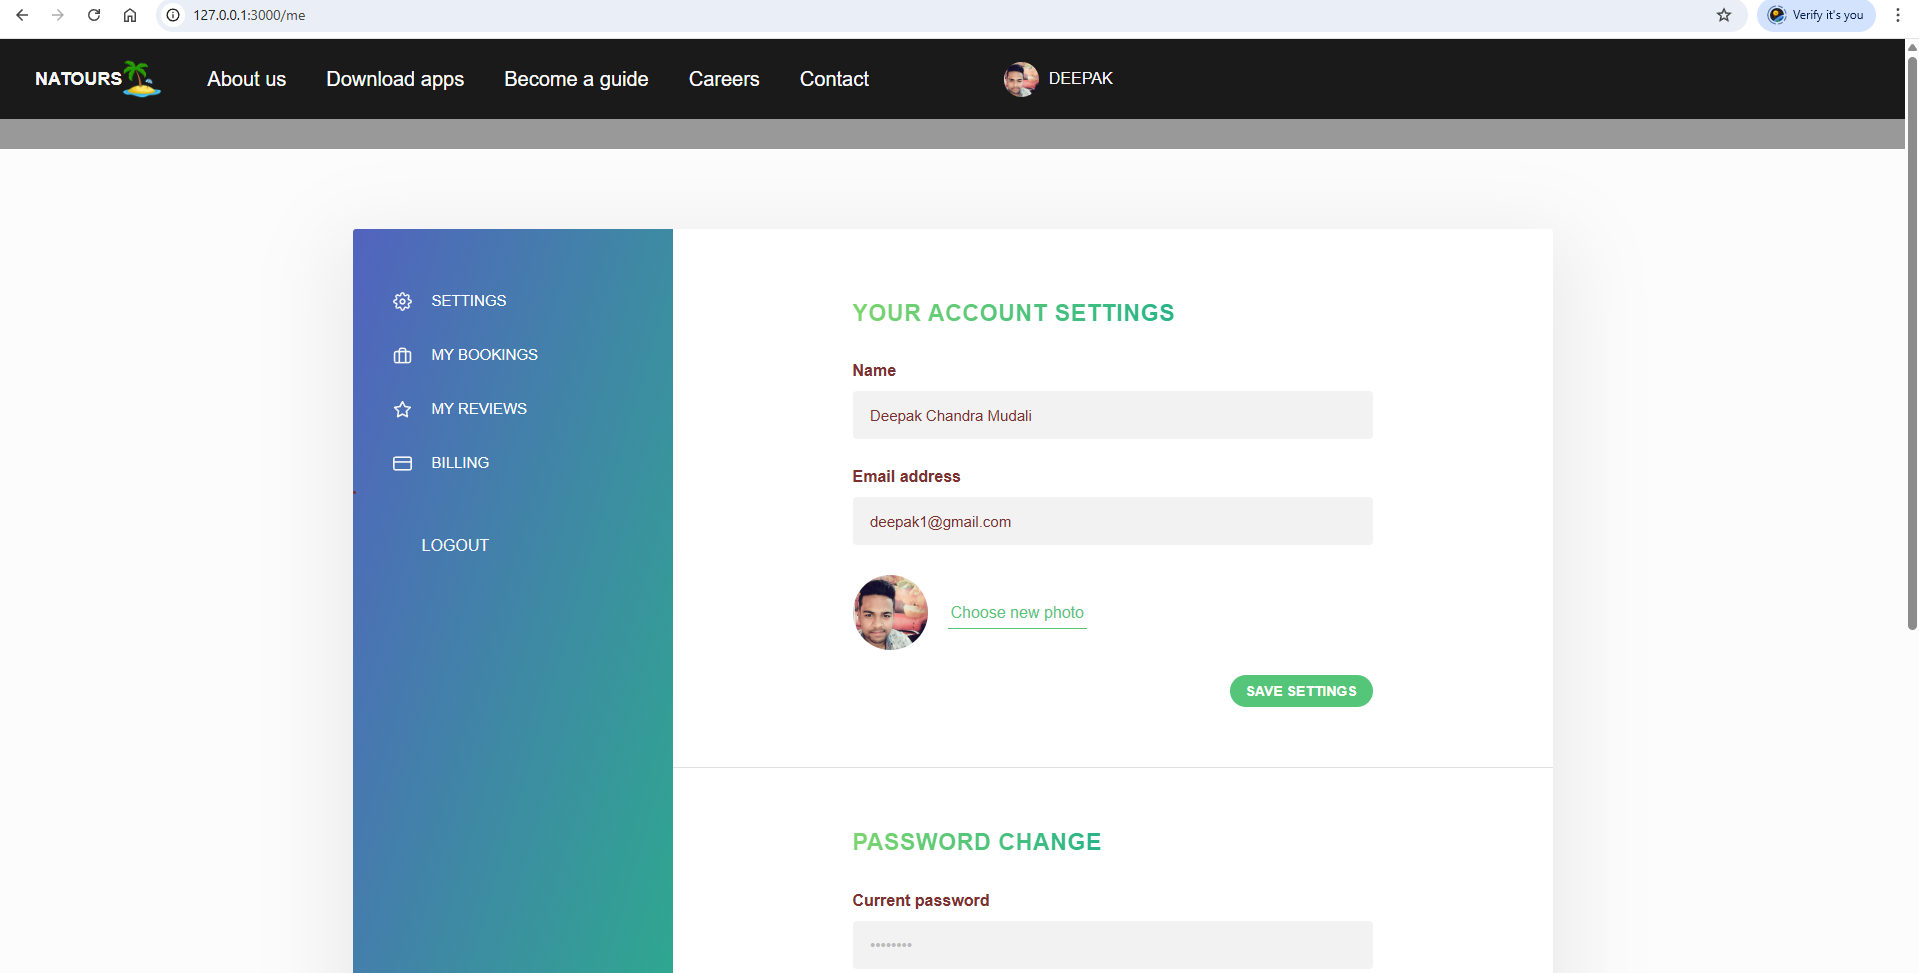 127.0.0.1:3000/me
Verify it's you
NATOURS
About us
Download apps
Become a guide
Careers
Contact
DEEPAK
SETTINGS
MY BOOKINGS
MY REVIEWS
BILLING
LOGOUT
YOUR ACCOUNT SETTINGS
Name
Deepak Chandra Mudali
Email address
deepak1@gmail.com
Choose new photo
SAVE SETTINGS
PASSWORD CHANGE
Current password
••••••••